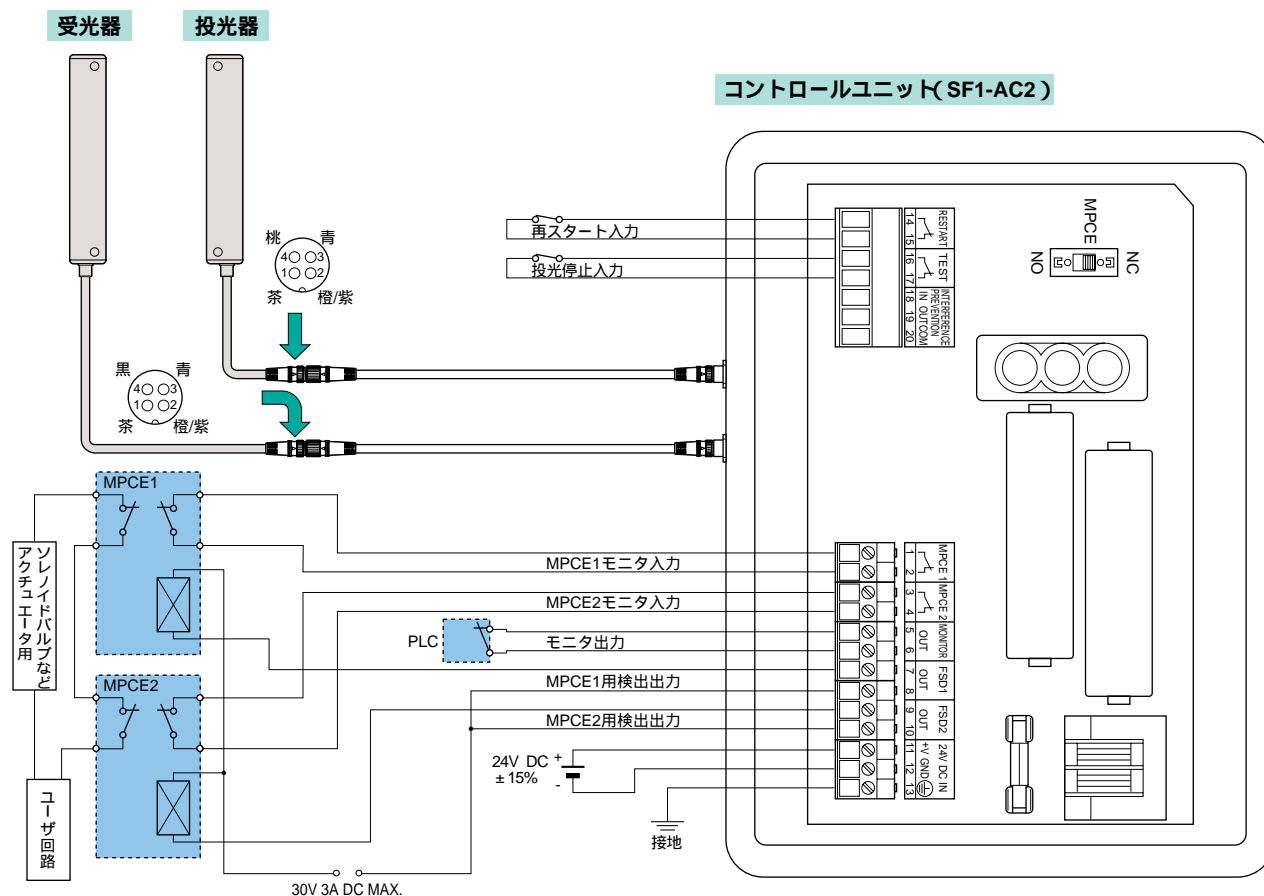 受光器
投光器
コントロールユニット(SF1-AC2)
桃 青
4 3
1 2
茶 橙/紫
黒 青
4 3
1 2
茶 橙/紫
再スタート入力
投光停止入力
RESTART
14 15
TEST
16 17
INTERFERENCE
PREVENTION
IN OUT COM
18 19 20
MPCE
NO
NC
MPCE1
MPCE2
ソレノイドバルブなど
アクチュエータ用
ユーザ回路
MPCE1モニタ入力
MPCE2モニタ入力
PLC
モニタ出力
MPCE1用検出出力
MPCE2用検出出力
24V DC
±15%
+
-
接地
30V 3A DC MAX.
MPCE 1
1 2
MPCE 2
3 4
MONITOR
OUT
5 6
FSD1
OUT
7 8
FSD2
OUT
9 10
24V DC IN
+V GND
11 12 13